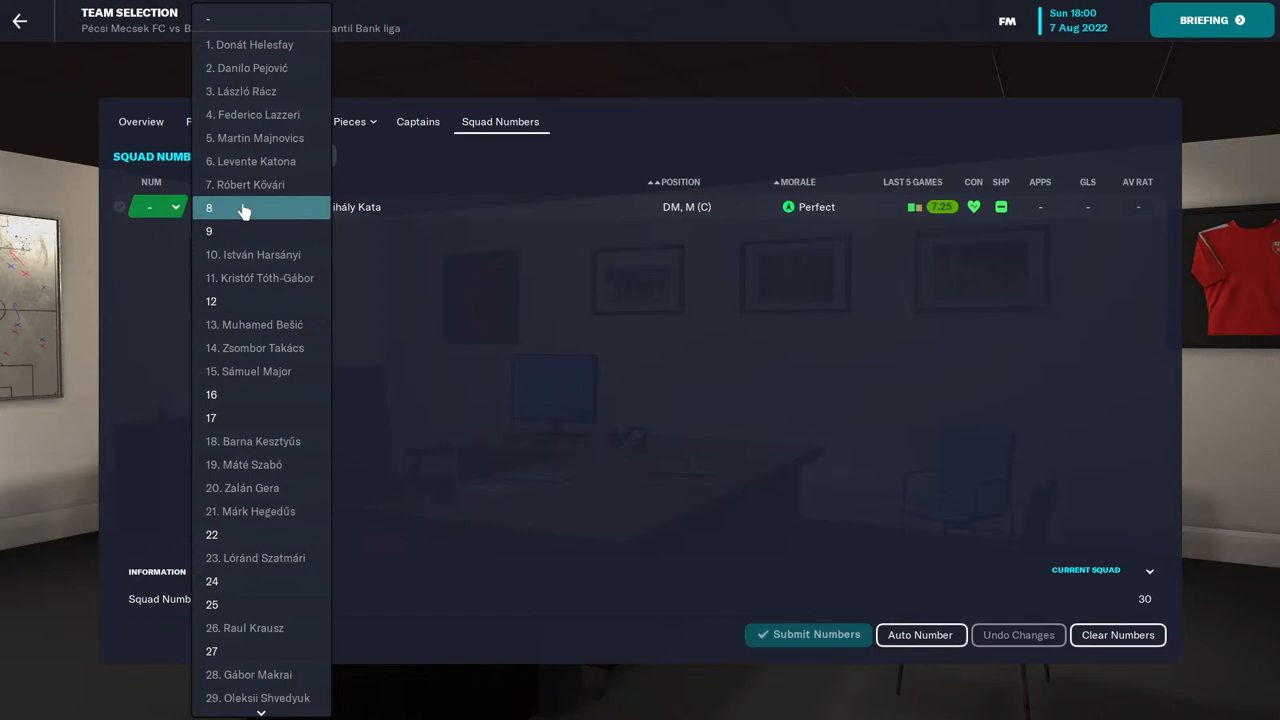 TEAM SELECTION
Pécsi Mecsek FC vs B
antil Bank liga
FM
Sun 18:00
7 Aug 2022
BRIEFING
-
1. Donát Helesfay
2. Danilo Pejović
3. László Rácz
4. Federico Lazzeri
5. Martin Majnovics
6. Levente Katona
7. Róbert Kővári
8
9
10. István Harsányi
11. Kristóf Tóth-Gábor
12
13. Muhamed Bešić
14. Zsombor Takács
15. Sámuel Major
16
17
18. Barna Kesztyűs
19. Máté Szabó
20. Zalán Gera
21. Márk Hegedűs
22
23. Lóránd Szatmári
24
25
26. Raul Krausz
27
28. Gábor Makrai
29. Oleksii Shvedyuk
Overview P Pieces Captains Squad Numbers
SQUAD NUMB
NUM POSITION MORALE LAST 5 GAMES CON SHP APPS GLS AV RAT
- ihály Kata DM, M (C) Perfect 7.25 - - -
INFORMATION CURRENT SQUAD
Squad Numb 30
Submit Numbers Auto Number Undo Changes Clear Numbers